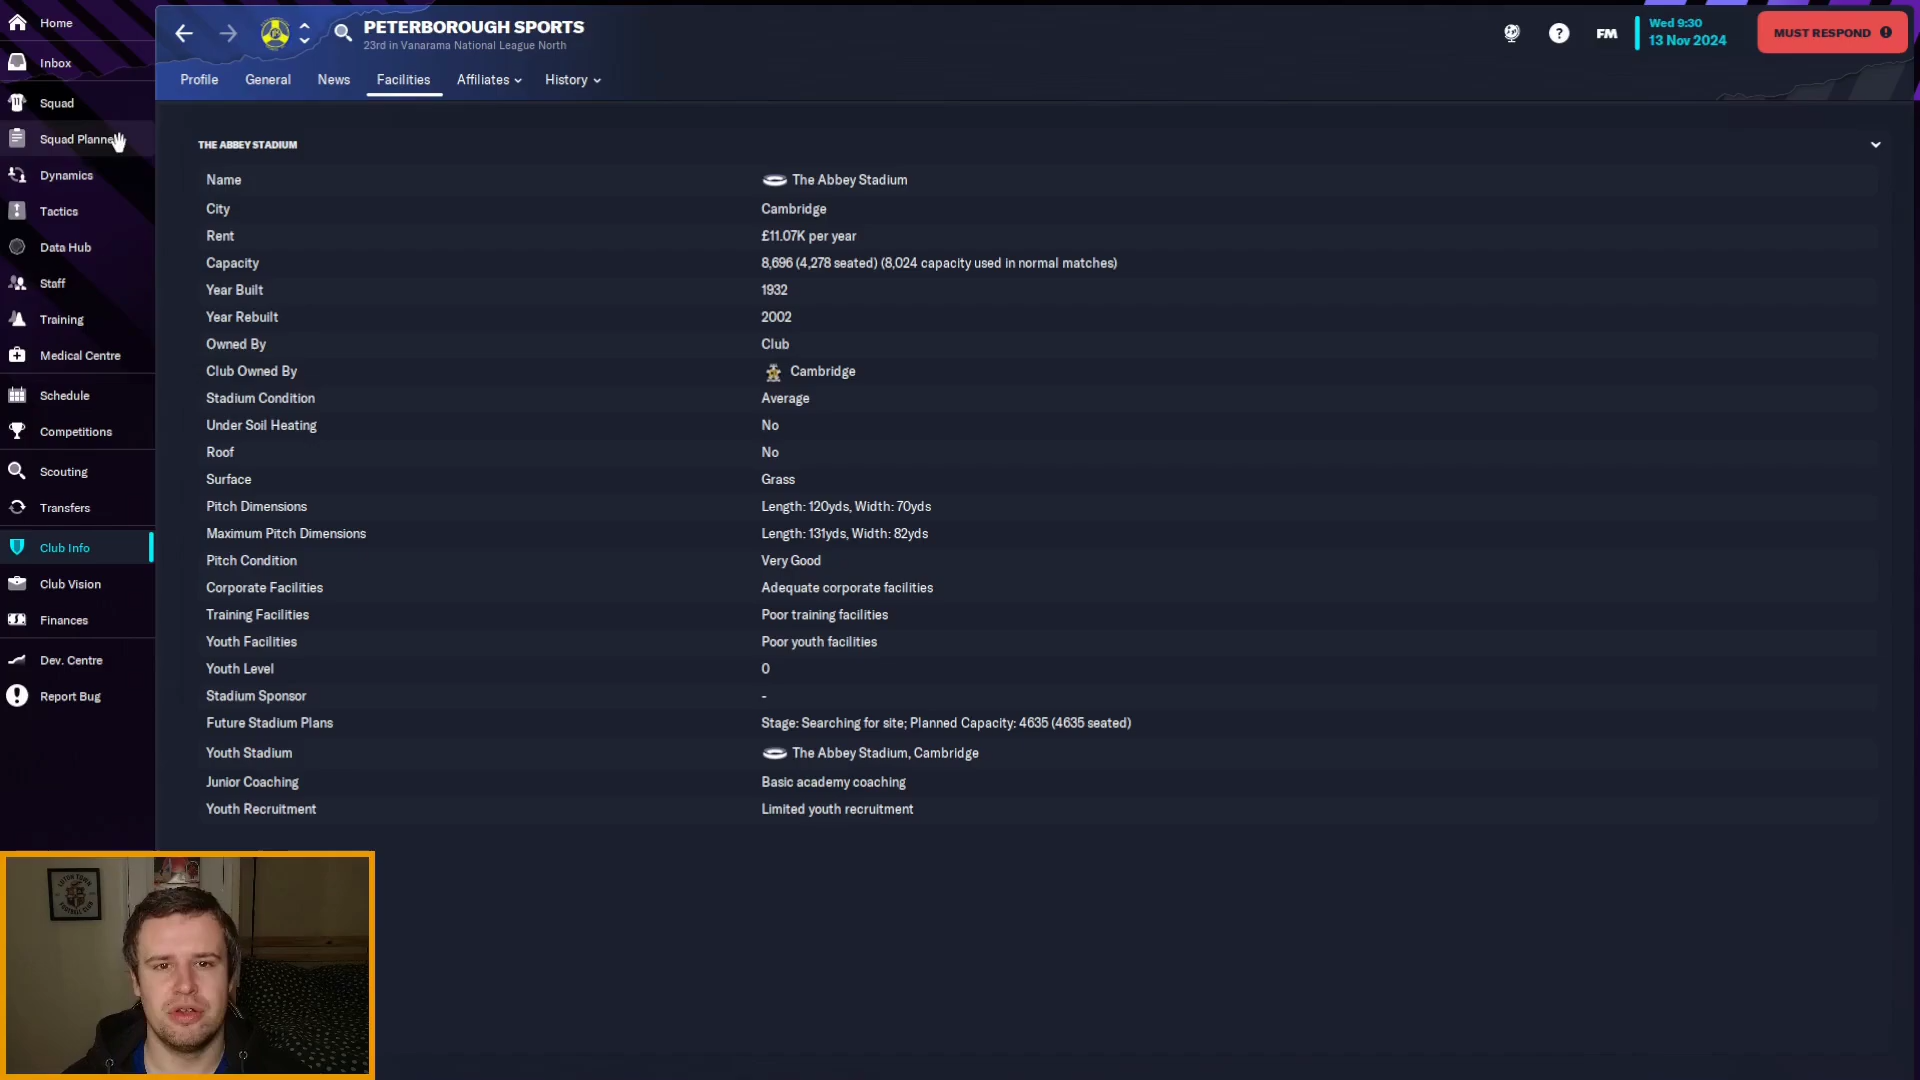 Home
Inbox
Squad
Squad Planne
Dynamics
Tactics
Data Hub
Staff
Training
Medical Centre
Schedule
Competitions
Scouting
Transfers
Club Info
Club Vision
Finances
Dev. Centre
Report Bug
PETERBOROUGH SPORTS
23rd in Vanarama National League North
FM
Wed 9:30
13 Nov 2024
MUST RESPOND
Profile General News Facilities Affiliates History
THE ABBEY STADIUM
Name The Abbey Stadium
City Cambridge
Rent £11.07K per year
Capacity 8,696 (4,278 seated) (8,024 capacity used in normal matches)
Year Built 1932
Year Rebuilt 2002
Owned By Club
Club Owned By Cambridge
Stadium Condition Average
Under Soil Heating No
Roof No
Surface Grass
Pitch Dimensions Length: 120yds, Width: 70yds
Maximum Pitch Dimensions Length: 131yds, Width: 82yds
Pitch Condition Very Good
Corporate Facilities Adequate corporate facilities
Training Facilities Poor training facilities
Youth Facilities Poor youth facilities
Youth Level 0
Stadium Sponsor -
Future Stadium Plans Stage: Searching for site; Planned Capacity: 4635 (4635 seated)
Youth Stadium The Abbey Stadium, Cambridge
Junior Coaching Basic academy coaching
Youth Recruitment Limited youth recruitment
LUTON TOWN
FOOTBALL CLUB